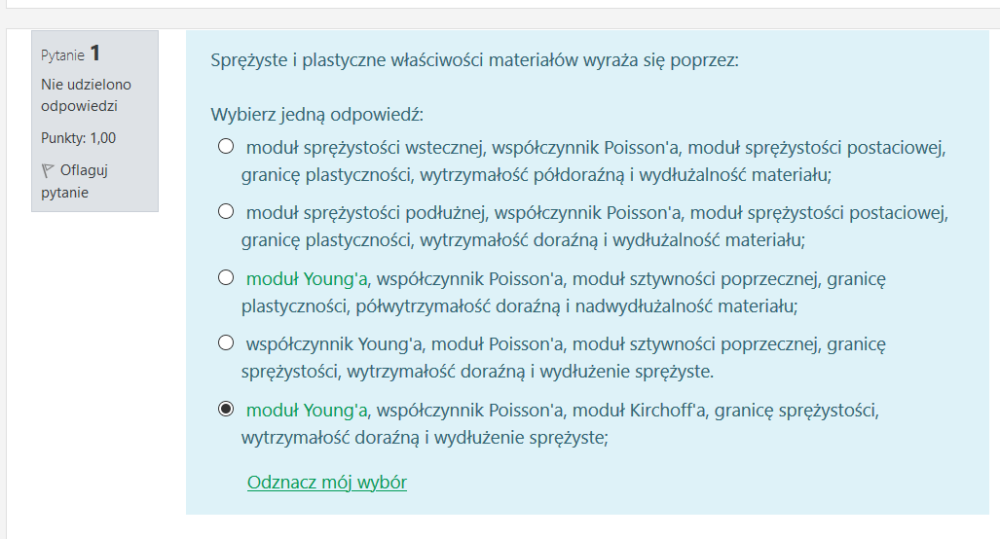 Pytanie 1
Nie udzielono
odpowiedzi
Punkty: 1,00
Oflaguj
pytanie
Sprężyste i plastyczne właściwości materiałów wyraża się poprzez:
Wybierz jedną odpowiedź:
moduł sprężystości wstecznej, współczynnik Poisson'a, moduł sprężystości postaciowej,
granicę plastyczności, wytrzymałość półdoraźną i wydłużalność materiału;
moduł sprężystości podłużnej, współczynnik Poisson'a, moduł sprężystości postaciowej,
granicę plastyczności, wytrzymałość doraźną i wydłużalność materiału;
moduł Young'a, współczynnik Poisson'a, moduł sztywności poprzecznej, granicę
plastyczności, półwytrzymałość doraźną i nadwydłużalność materiału;
współczynnik Young'a, moduł Poisson'a, moduł sztywności poprzecznej, granicę
sprężystości, wytrzymałość doraźną i wydłużenie sprężyste.
moduł Young'a, współczynnik Poisson'a, moduł Kirchoff'a, granicę sprężystości,
wytrzymałość doraźną i wydłużenie sprężyste;
Odznacz mój wybór